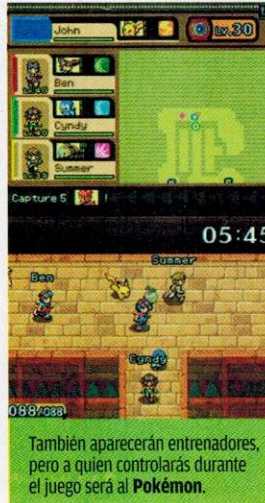 John
Lv.30
Ben
Cyndy
Summer
Capture 5
05:45
Summer
Ben
Cyndy
088/088
También aparecerán entrenadores,
pero a quien controlarás durante
el juego será al Pokémon.